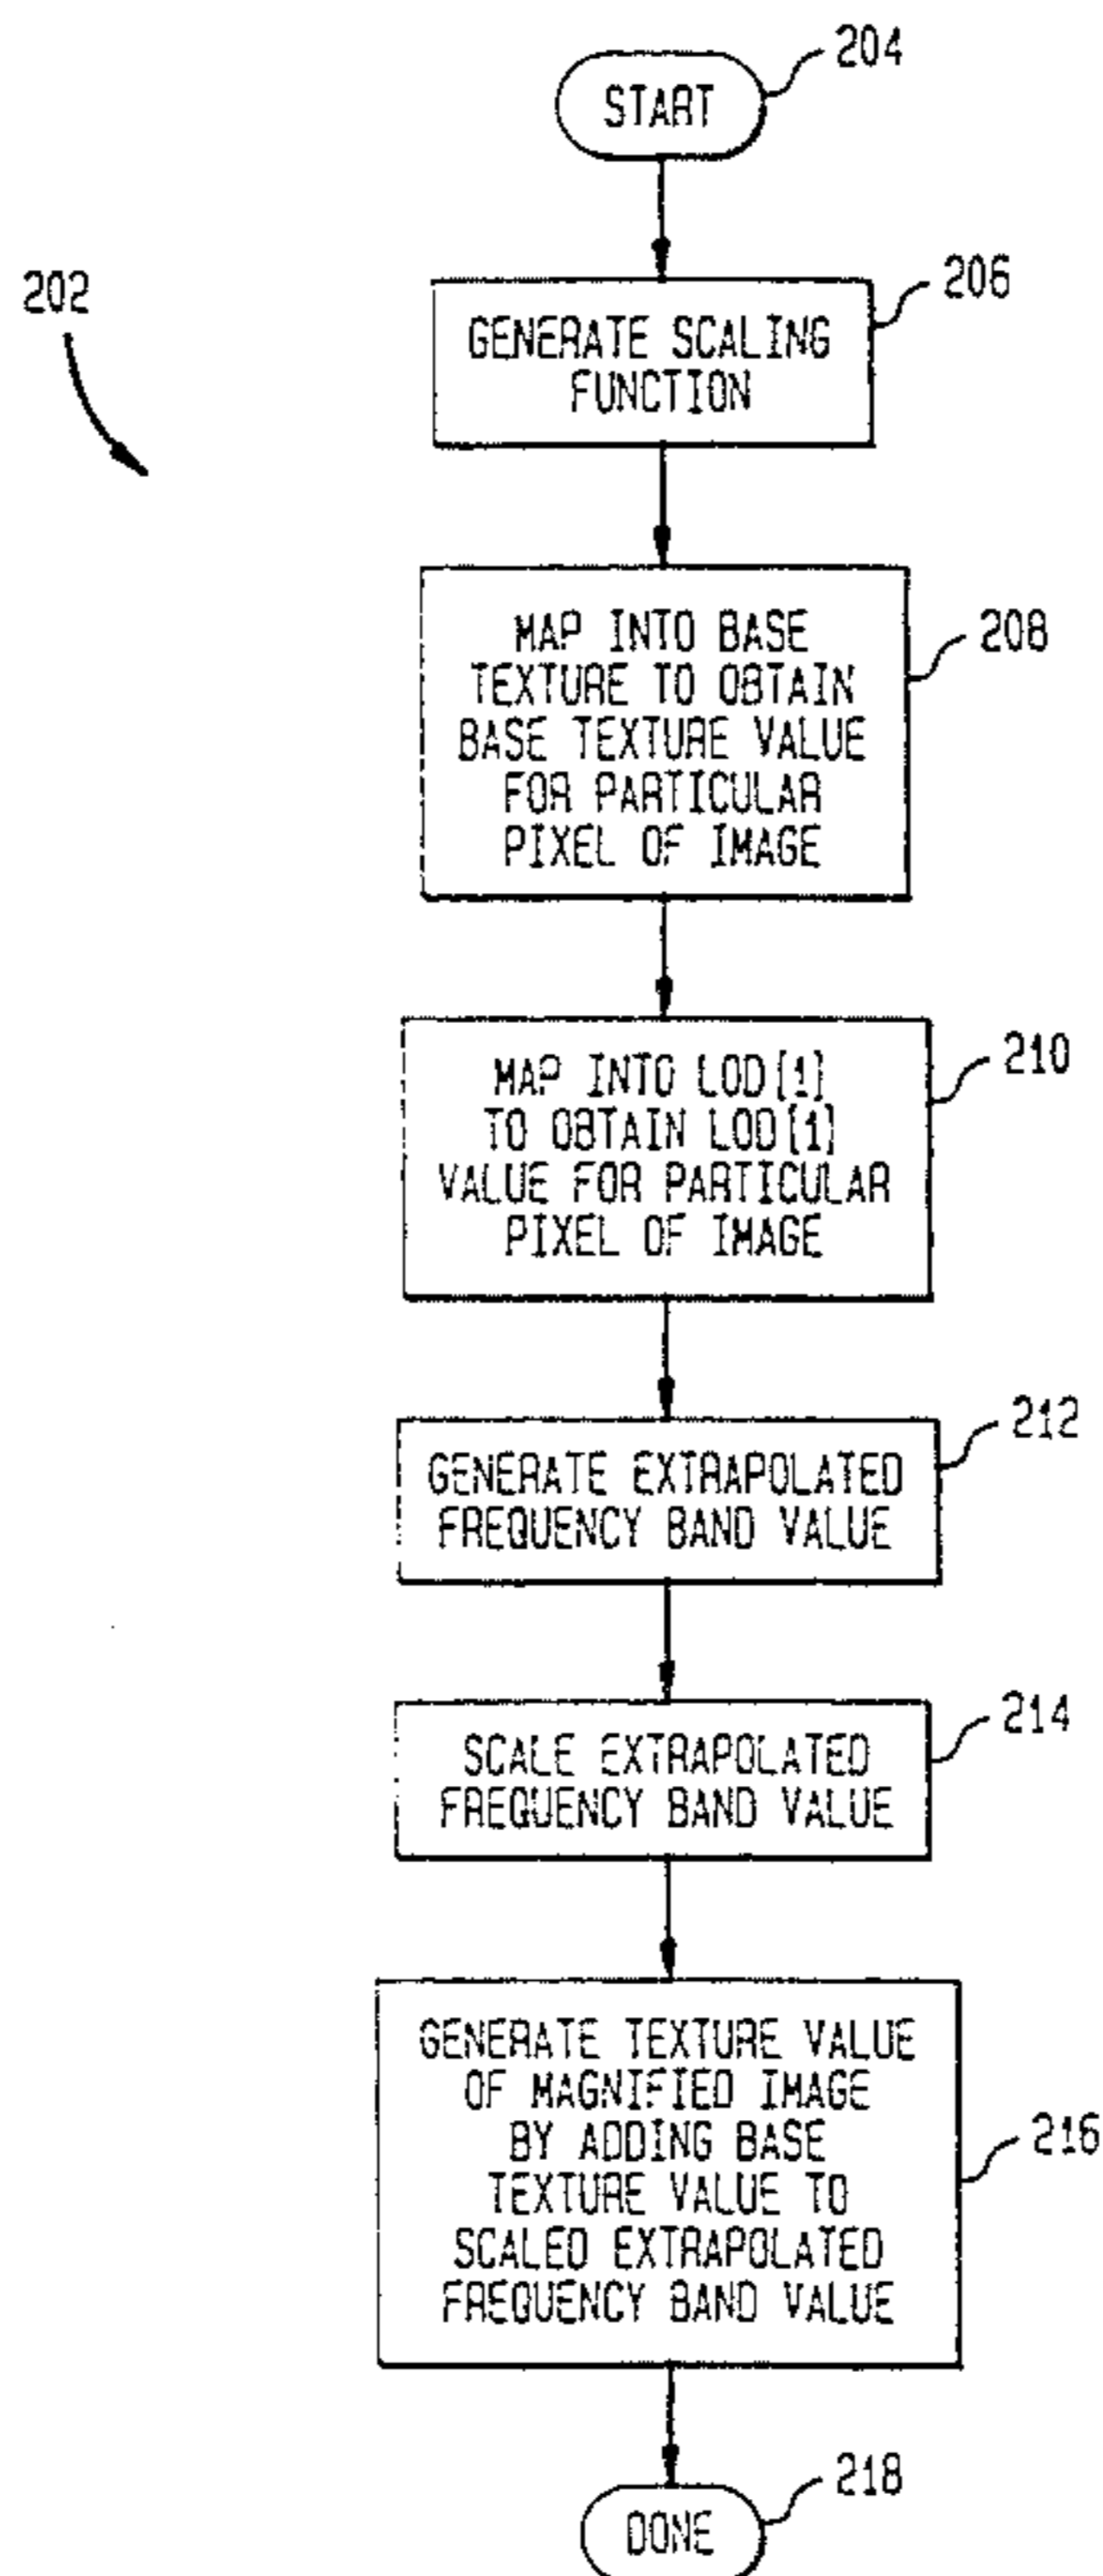 204
START
202
206
GENERATE SCALING
FUNCTION
208
MAP INTO BASE
TEXTURE TO OBTAIN
BASE TEXTURE VALUE
FOR PARTICULAR
PIXEL OF IMAGE
210
MAP INTO LOD[1]
TO OBTAIN LOD[1]
VALUE FOR PARTICULAR
PIXEL OF IMAGE
212
GENERATE EXTRAPOLATED
FREQUENCY BAND VALUE
214
SCALE EXTRAPOLATED
FREQUENCY BAND VALUE
216
GENERATE TEXTURE VALUE
OF MAGNIFIED IMAGE
BY ADDING BASE
TEXTURE VALUE TO
SCALED EXTRAPOLATED
FREQUENCY BAND VALUE
218
DONE